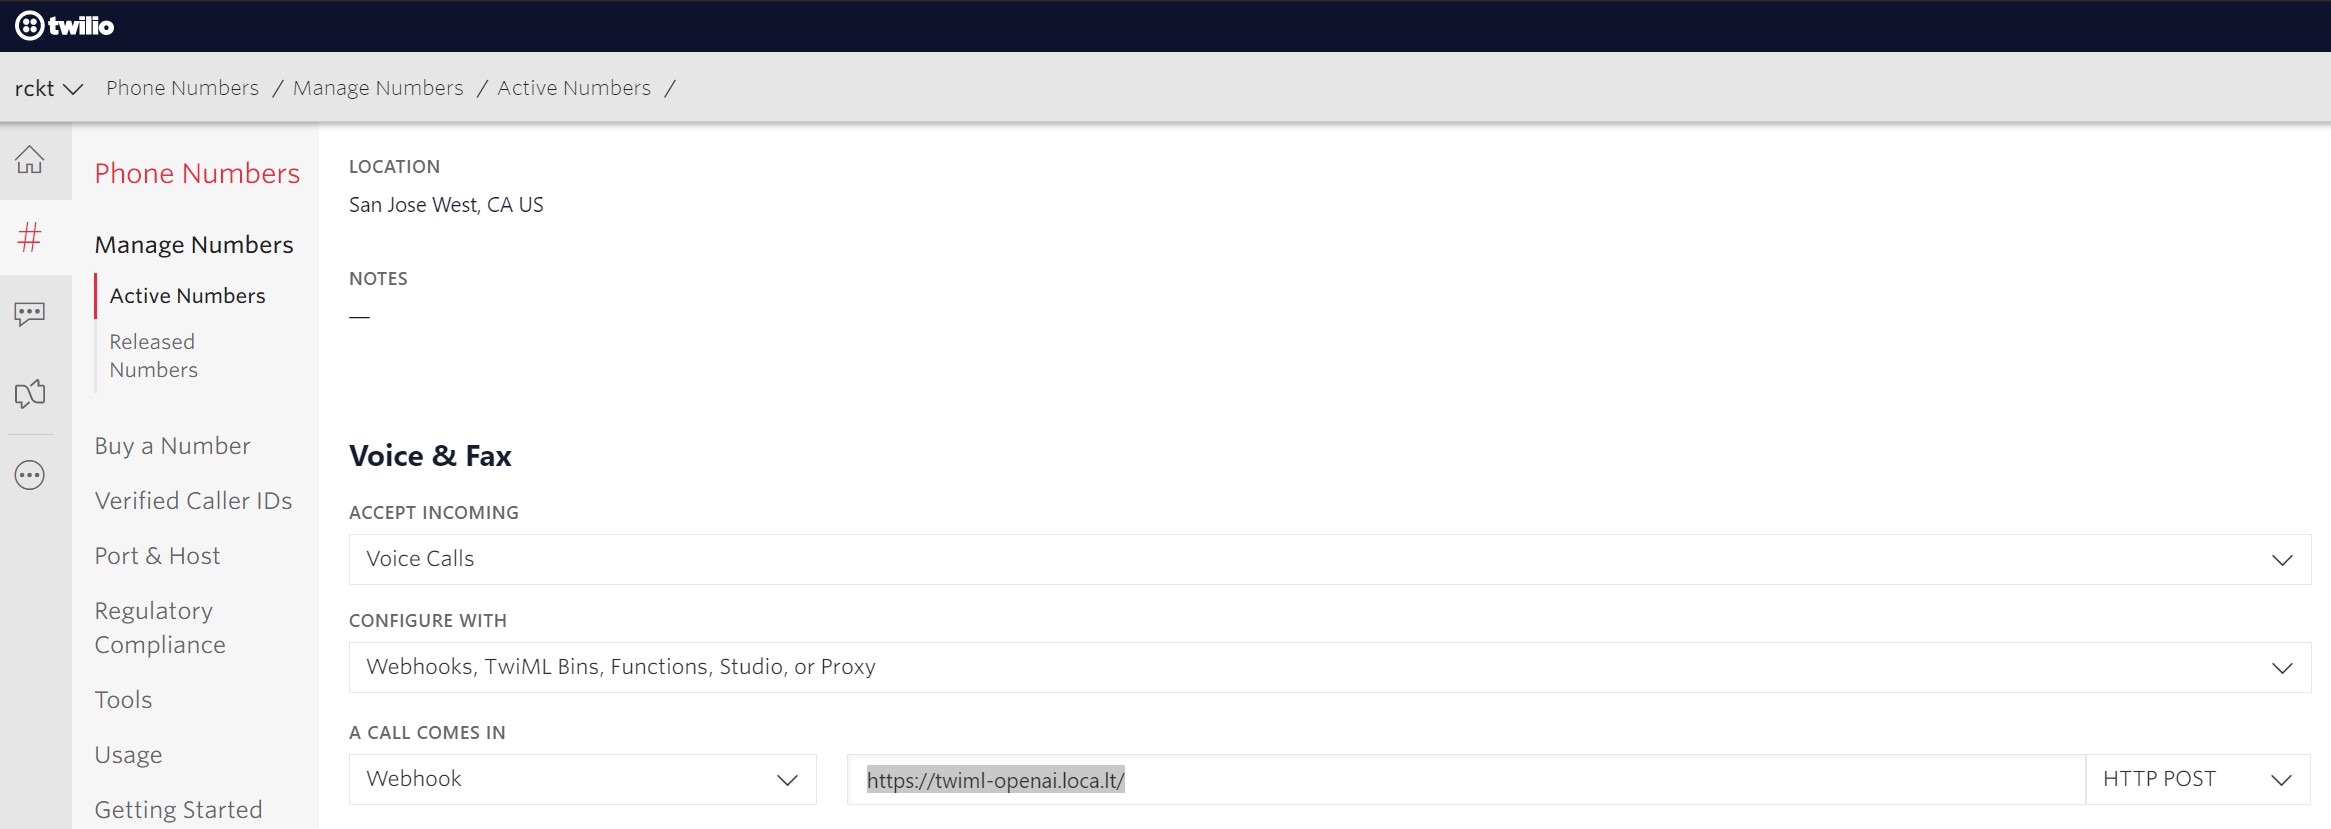 twilio
rckt Phone Numbers / Manage Numbers / Active Numbers /
Phone Numbers
Manage Numbers
Active Numbers
Released
Numbers
Buy a Number
Verified Caller IDs
Port & Host
Regulatory
Compliance
Tools
Usage
Getting Started
LOCATION
San Jose West, CA US
NOTES
—
Voice & Fax
ACCEPT INCOMING
Voice Calls
CONFIGURE WITH
Webhooks, TwiML Bins, Functions, Studio, or Proxy
A CALL COMES IN
Webhook https://twiml-openai.loca.lt/ HTTP POST